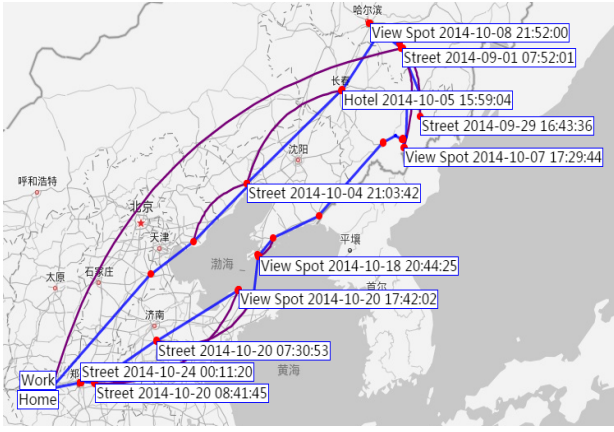 哈尔滨
View Spot 2014-10-08 21:52:00
Street 2014-09-01 07:52:01
长春
Hotel 2014-10-05 15:59:04
Street 2014-09-29 16:43:36
沈阳
View Spot 2014-10-07 17:29:44
呼和浩特
Street 2014-10-04 21:03:42
北京
天津
平壤
渤海
View Spot 2014-10-18 20:44:25
太原
石家庄
首尔
View Spot 2014-10-20 17:42:02
济南
Street 2014-10-20 07:30:53
黄海
Work
郑
Street 2014-10-24 00:11:20
Home
Street 2014-10-20 08:41:45